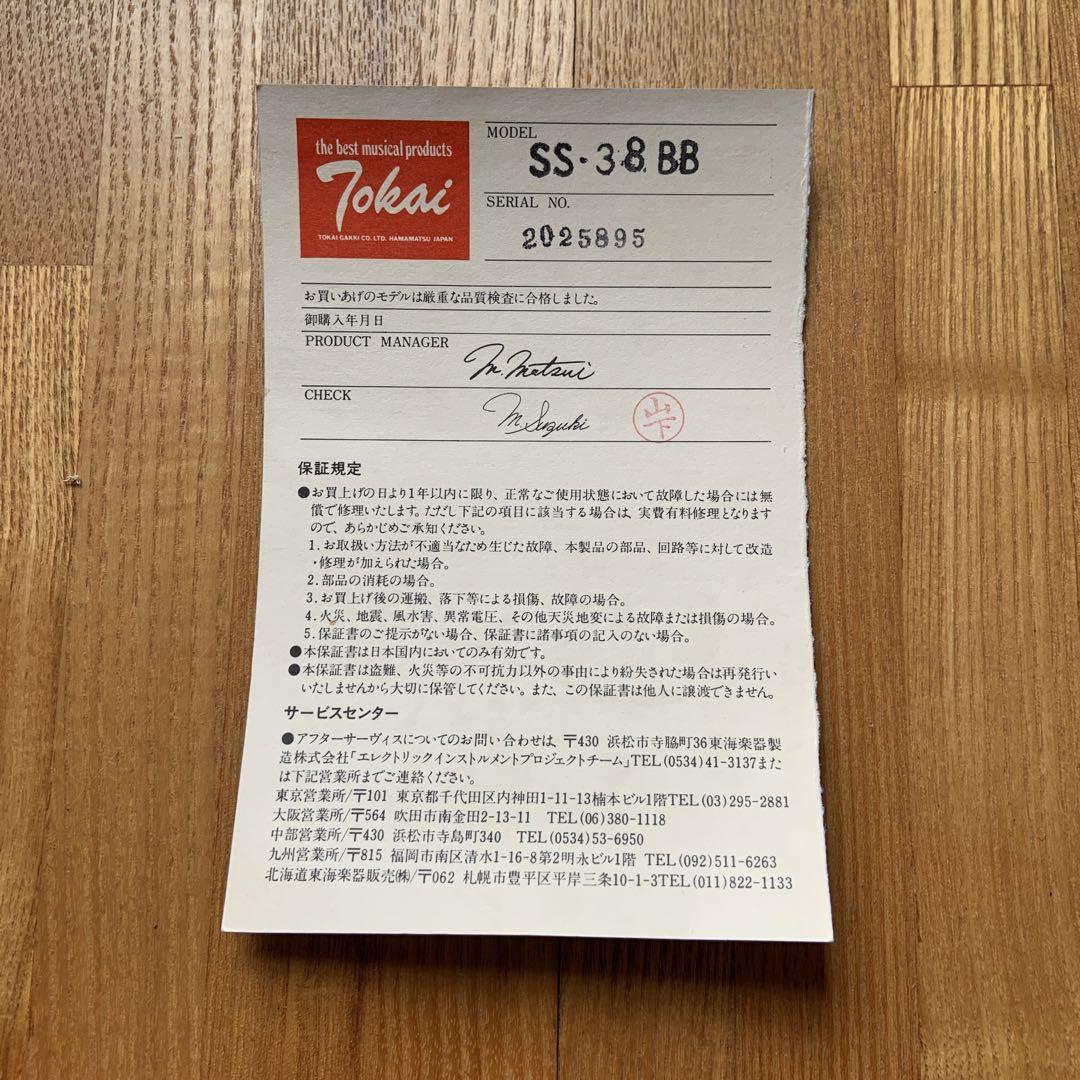 the best musical products
Tokai
TOKAI GAKKI CO. LTD. HAMAMATSU JAPAN
MODEL
SS・38BB
SERIAL NO.
2025895
お買いあげのモデルは厳重な品質検査に合格しました。
御購入年月日
PRODUCT MANAGER
M. Matsui
CHECK
M. Suzuki
山下
保証規定
●お買上げの日より1年以内に限り、正常なご使用状態において故障した場合には無
償で修理いたします。ただし下記の項目に該当する場合は、実費有料修理となります
ので、あらかじめご承知ください。
1. お取扱い方法が不適当なため生じた故障、本製品の部品、回路等に対して改造
・修理が加えられた場合。
2. 部品の消耗の場合。
3. お買上げ後の運搬、落下等による損傷、故障の場合。
4. 火災、地震、風水害、異常電圧、その他天災地変による故障または損傷の場合。
5. 保証書のご提示がない場合、保証書に諸事項の記入のない場合。
●本保証書は日本国内においてのみ有効です。
●本保証書は盗難、火災等の不可抗力以外の事由により紛失された場合は再発行い
いたしませんから大切に保管してください。また、この保証書は他人に譲渡できません。
サービスセンター
●アフターサーヴィスについてのお問い合わせは、〒430 浜松市寺脇町36東海楽器製
造株式会社「エレクトリックインストルメントプロジェクトチーム」TEL(0534)41-3137また
は下記営業所までご連絡ください。
東京営業所/〒101 東京都千代田区内神田1-11-13楠本ビル1階TEL(03)295-2881
大阪営業所/〒564 吹田市南金田2-13-11 TEL(06)380-1118
中部営業所/〒430 浜松市寺島町340 TEL(0534)53-6950
九州営業所/〒815 福岡市南区清水1-16-8第2明永ビル1階 TEL(092)511-6263
北海道東海楽器販売㈱/〒062 札幌市豊平区平岸三条10-1-3TEL(011)822-1133